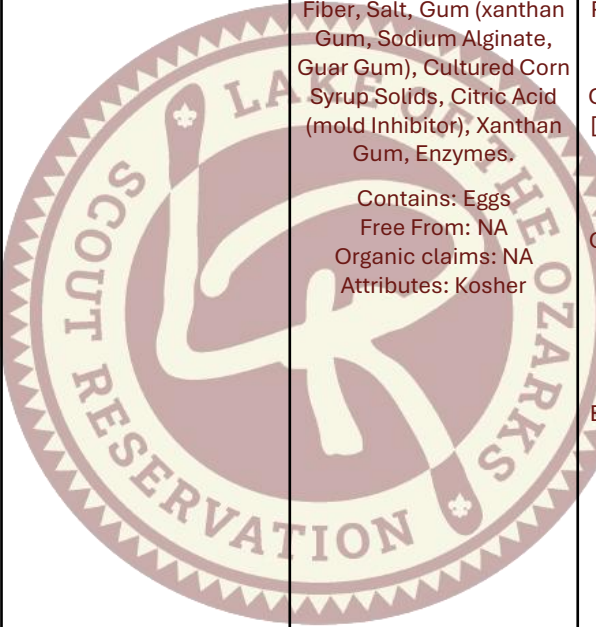 Fiber, Salt, Gum (xanthan
Gum, Sodium Alginate,
Guar Gum), Cultured Corn
Syrup Solids, Citric Acid
(mold Inhibitor), Xanthan
Gum, Enzymes.
Contains: Eggs
Free From: NA
Organic claims: NA
Attributes: Kosher
LAKE OF THE OZARKS
SCOUT RESERVATION